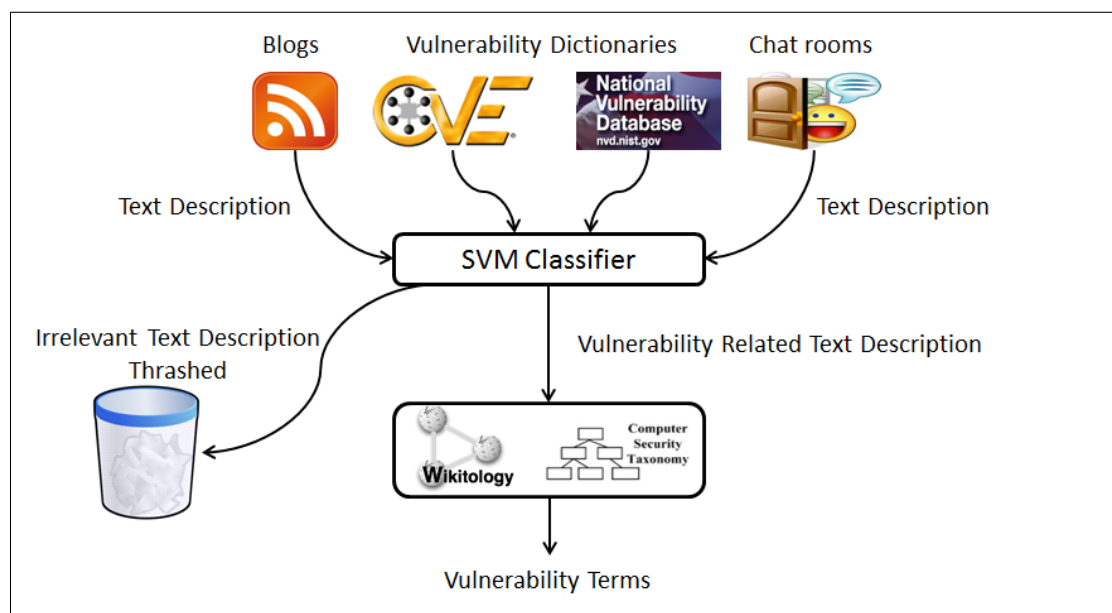 Blogs
Vulnerability Dictionaries
Chat rooms
CVE
National
Vulnerability
Database
nvd.nist.gov
Text Description
Text Description
SVM Classifier
Irrelevant Text Description
Thrashed
Vulnerability Related Text Description
Wikitology
Computer
Security
Taxonomy
Vulnerability Terms